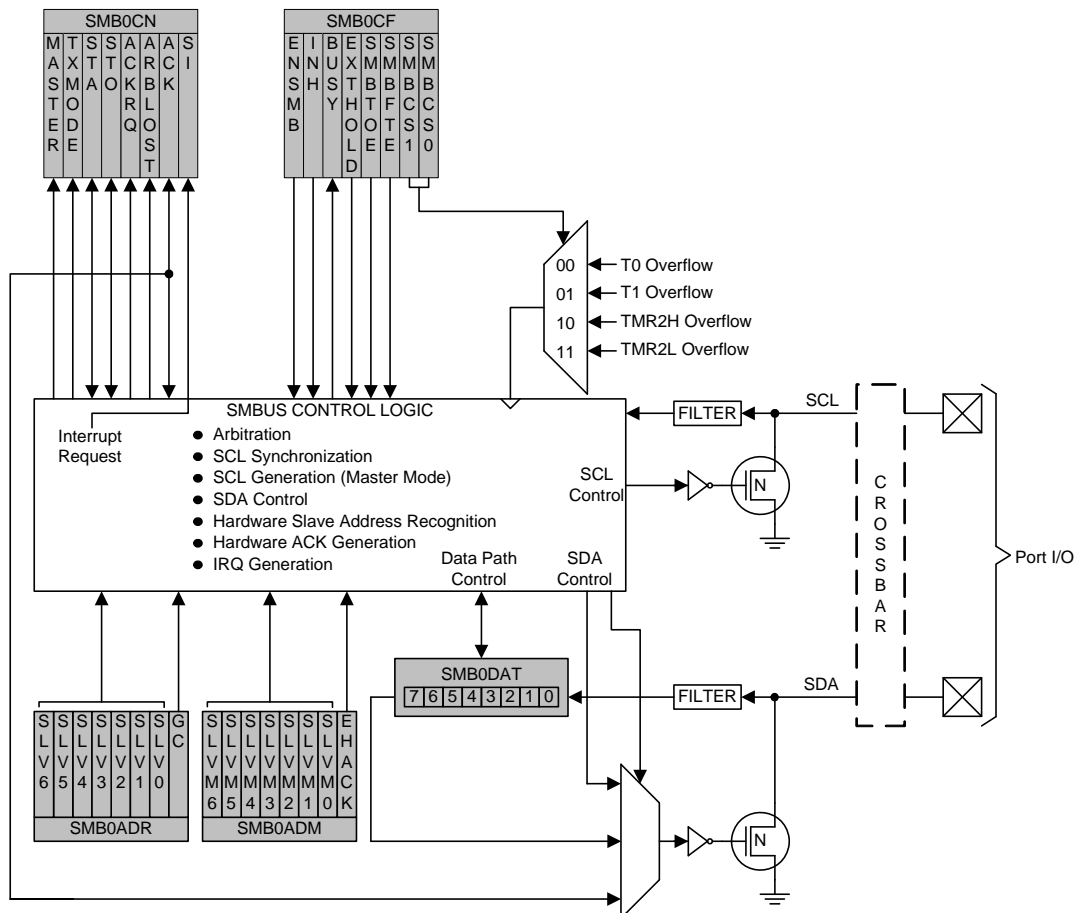 SMB0CN
MASTER
TXMODE
STA
STO
ACKRQ
ARBLOST
ACK
SI
SMB0CF
ENSMB
INH
BUSY
EXTHOLD
SMBTOE
SMBFTE
SMBCS1
SMBCS0
00
T0 Overflow
01
T1 Overflow
10
TMR2H Overflow
11
TMR2L Overflow
SMBUS CONTROL LOGIC
Interrupt
Request
● Arbitration
● SCL Synchronization
● SCL Generation (Master Mode)
● SDA Control
● Hardware Slave Address Recognition
● Hardware ACK Generation
● IRQ Generation
SCL
Control
Data Path
Control
SDA
Control
FILTER
SCL
N
CROSSBAR
Port I/O
SMB0DAT
7 6 5 4 3 2 1 0
FILTER
SDA
N
SLV6
SLV5
SLV4
SLV3
SLV2
SLV1
SLV0
GC
SMB0ADR
SLVM6
SLVM5
SLVM4
SLVM3
SLVM2
SLVM1
SLVM0
EHACK
SMB0ADM